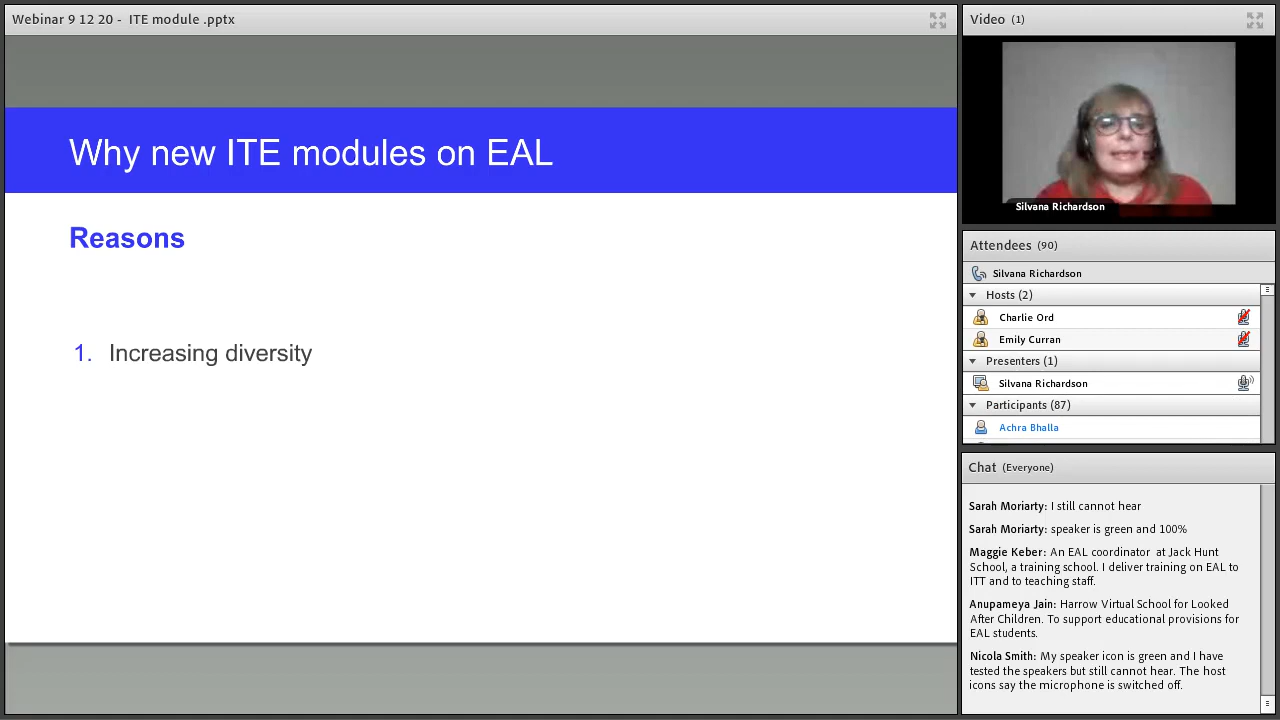 Webinar 9 12 20 -  ITE module .pptx
Why new ITE modules on EAL
Reasons
1. Increasing diversity
Video (1)
Silvana Richardson
Attendees (90)
Silvana Richardson
Hosts (2)
Charlie Ord
Emily Curran
Presenters (1)
Silvana Richardson
Participants (87)
Achra Bhalla
Chat (Everyone)
Sarah Moriarty: I still cannot hear
Sarah Moriarty: speaker is green and 100%
Maggie Keber: An EAL coordinator  at Jack Hunt
School, a training school. I deliver training on EAL to
ITT and to teaching staff.
Anupameya Jain: Harrow Virtual School for Looked
After Children. To support educational provisions for
EAL students.
Nicola Smith: My speaker icon is green and I have
tested the speakers but still cannot hear. The host
icons say the microphone is switched off.